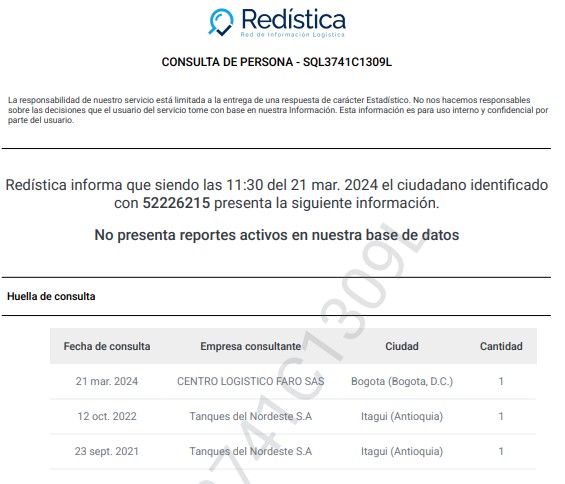 Redística
Red de Información Logística
CONSULTA DE PERSONA - SQL3741C1309L
La responsabilidad de nuestro servicio está limitada a la entrega de una respuesta de carácter Estadístico. No nos hacemos responsables
sobre las decisiones que el usuario del servicio tome con base en nuestra Información. Esta información es para uso interno y confidencial por
parte del usuario.
Redística informa que siendo las 11:30 del 21 mar. 2024 el ciudadano identificado
con 52226215 presenta la siguiente información.
No presenta reportes activos en nuestra base de datos
Huella de consulta
Fecha de consulta Empresa consultante Ciudad Cantidad
21 mar. 2024 CENTRO LOGISTICO FARO SAS Bogota (Bogota, D.C.) 1
12 oct. 2022 Tanques del Nordeste S.A Itagui (Antioquia) 1
23 sept. 2021 Tanques del Nordeste S.A Itagui (Antioquia) 1
3741C1309L